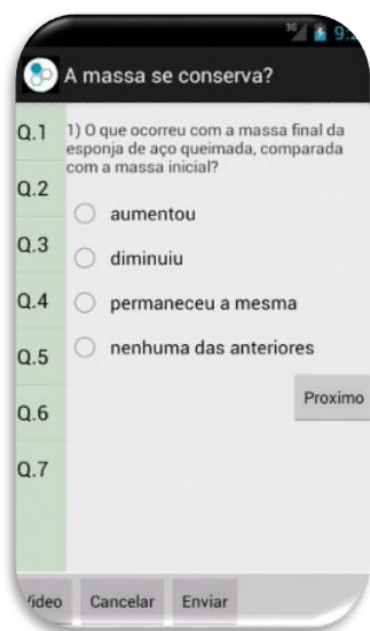 3G
A massa se conserva?
Q.1
Q.2
Q.3
Q.4
Q.5
Q.6
Q.7
1) O que ocorreu com a massa final da
esponja de aço queimada, comparada
com a massa inicial?
aumentou
diminuiu
permaneceu a mesma
nenhuma das anteriores
Proximo
Cancelar
Enviar